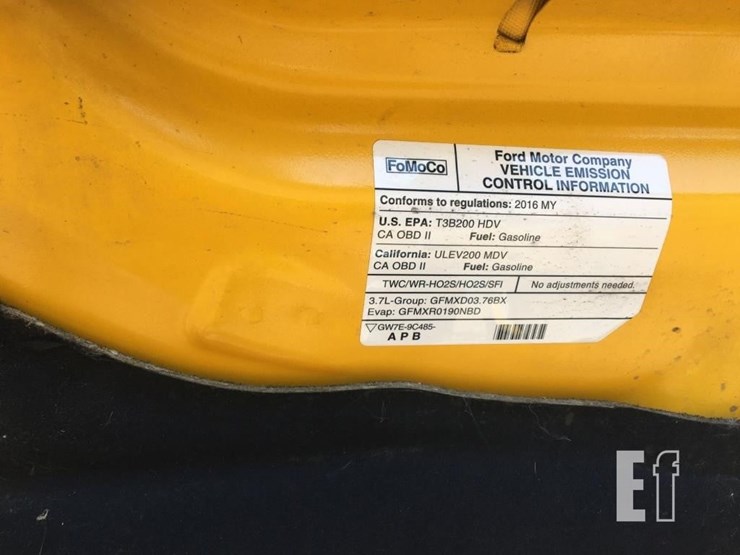 FoMoCo
Ford Motor Company
VEHICLE EMISSION
CONTROL INFORMATION
Conforms to regulations: 2016 MY
U.S. EPA: T3B200 HDV
CA OBD II Fuel: Gasoline
California: ULEV200 MDV
CA OBD II Fuel: Gasoline
TWC/WR-HO2S/HO2S/SFI No adjustments needed.
3.7L-Group: GFMXD03.76BX
Evap: GFMXR0190NBD
GW7E-9C485-
A P B
Ef